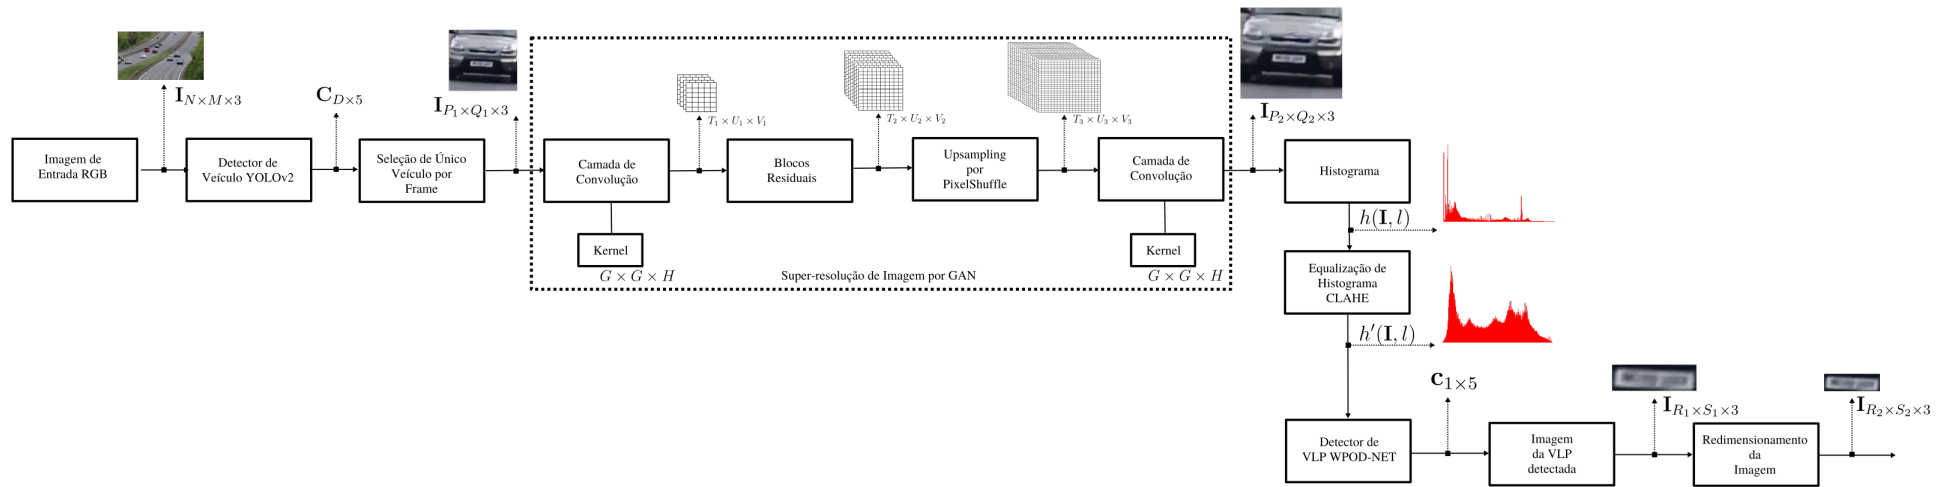 I_{N×M×3}
C_{D×5}
I_{P_1×Q_1×3}
T_1 × U_1 × V_1
T_2 × U_2 × V_2
T_3 × U_3 × V_3
I_{P_2×Q_2×3}
Imagem de
Entrada RGB
Detector de
Veículo YOLOv2
Seleção de Único
Veículo por
Frame
Camada de
Convolução
Blocos
Residuais
Upsampling
por
PixelShuffle
Camada de
Convolução
Histograma
Kernel
G × G × H
Kernel
G × G × H
Super-resolução de Imagem por GAN
h(I, l)
Equalização de
Histograma
CLAHE
h′(I, l)
c_{1×5}
I_{R_1×S_1×3}
I_{R_2×S_2×3}
Detector de
VLP WPOD-NET
Imagem
da VLP
detectada
Redimensionamento
da
Imagem